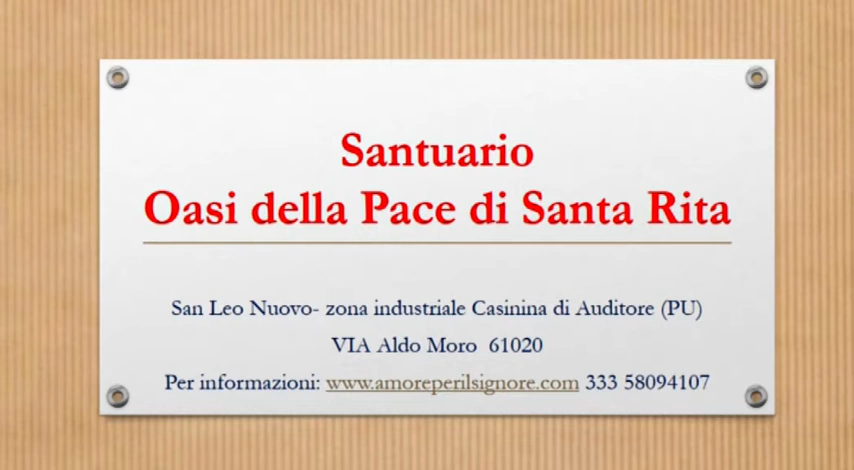 Santuario
Oasi della Pace di Santa Rita
San Leo Nuovo- zona industriale Casinina di Auditore (PU)
VIA Aldo Moro 61020
Per informazioni: www.amoreperilsignore.com 333 58094107